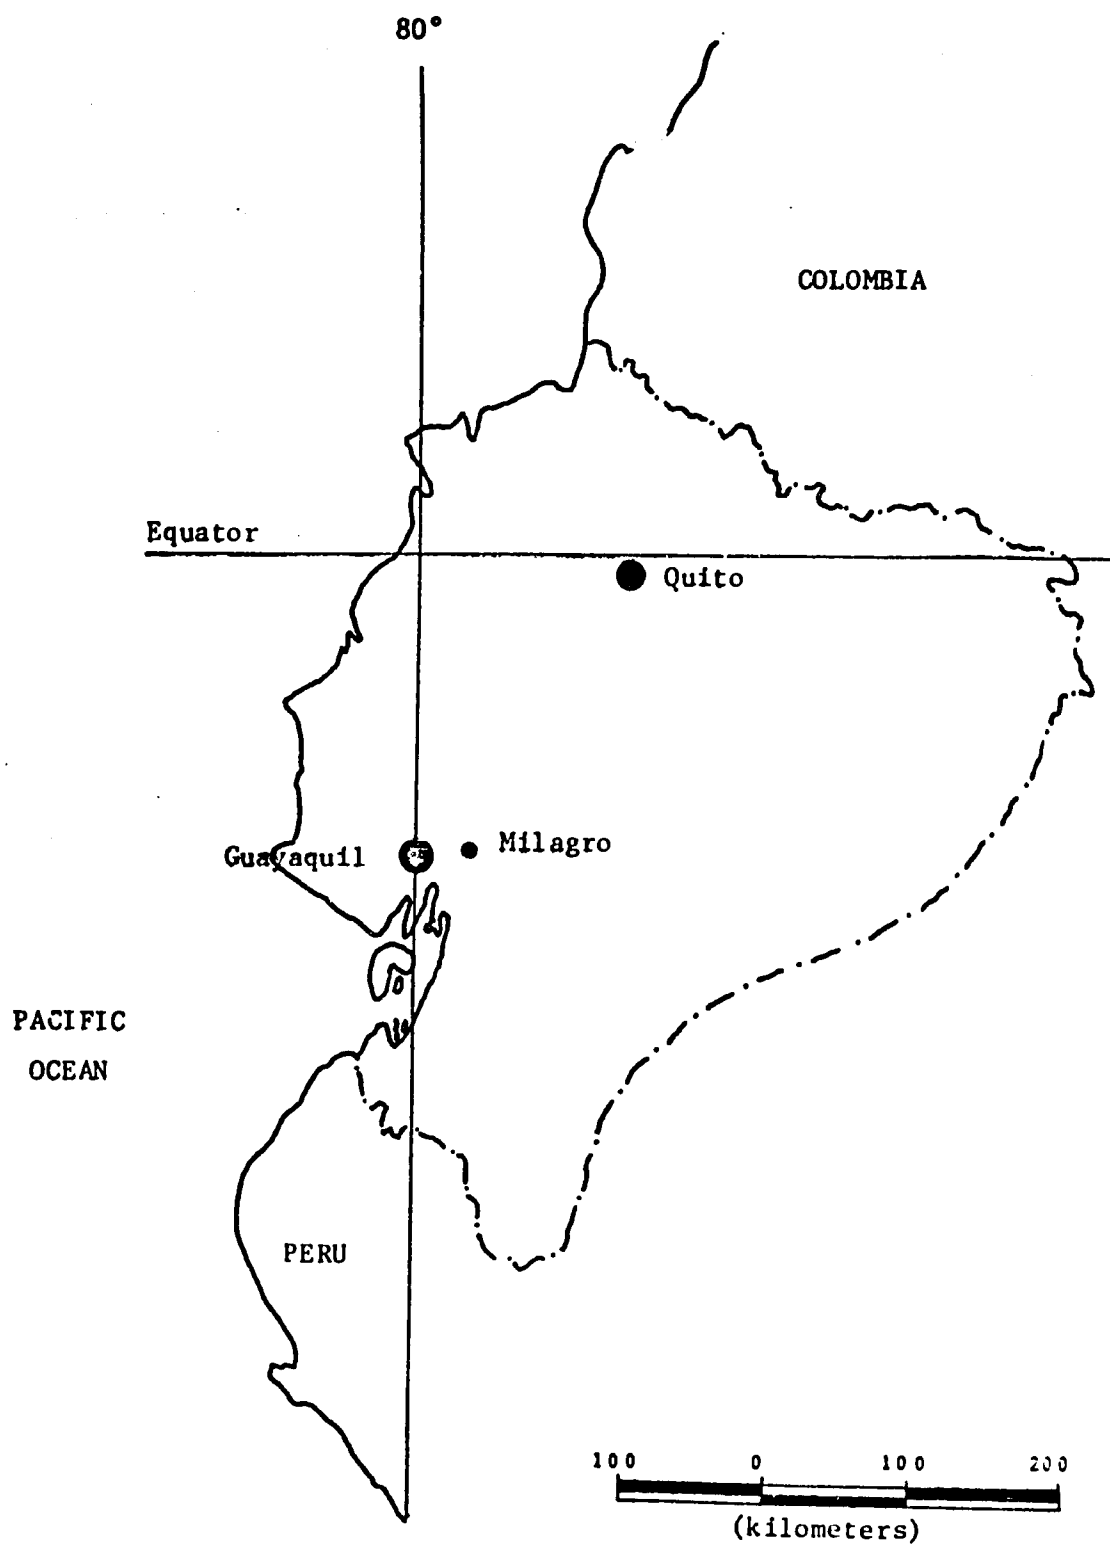 80°
COLOMBIA
Equator
Quito
Guayaquil
Milagro
PACIFIC
OCEAN
PERU
100 0 100 200
(kilometers)